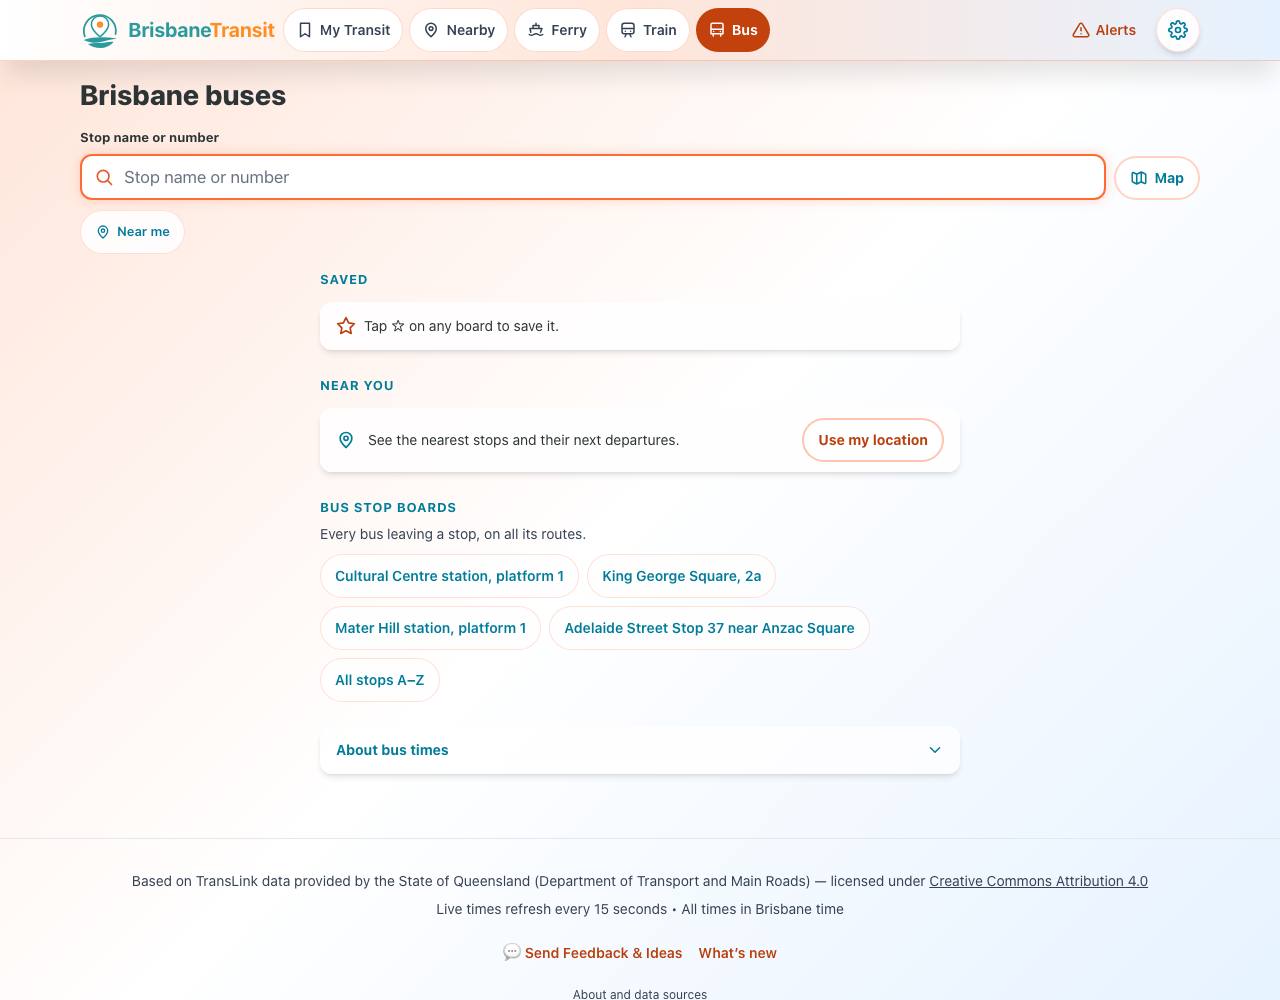 BrisbaneTransit My Transit Nearby Ferry Train Bus Alerts
Brisbane buses
Stop name or number
Stop name or number
Map
Near me
SAVED
Tap ☆ on any board to save it.
NEAR YOU
See the nearest stops and their next departures.
Use my location
BUS STOP BOARDS
Every bus leaving a stop, on all its routes.
Cultural Centre station, platform 1
King George Square, 2a
Mater Hill station, platform 1
Adelaide Street Stop 37 near Anzac Square
All stops A–Z
About bus times
Based on TransLink data provided by the State of Queensland (Department of Transport and Main Roads) — licensed under Creative Commons Attribution 4.0
Live times refresh every 15 seconds • All times in Brisbane time
💬 Send Feedback & Ideas What’s new
About and data sources